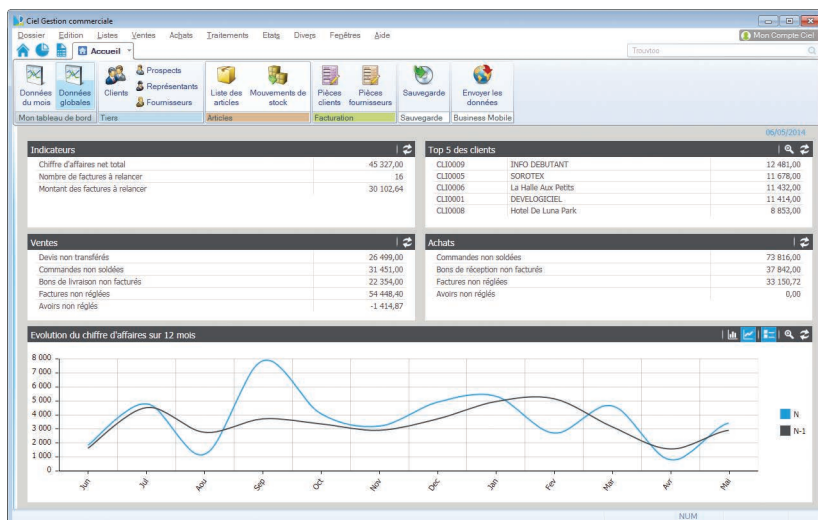 Ciel Gestion commerciale
Dossier Edition Listes Ventes Achats Traitements Etats Divers Fenêtres Aide
Mon Compte Ciel
Accueil
Trouvtoo
Données du mois
Données globales
Clients
Prospects
Représentants
Fournisseurs
Liste des articles
Mouvements de stock
Pièces clients
Pièces fournisseurs
Sauvegarde
Envoyer les données
Mon tableau de bord Tiers Articles Facturation Sauvegarde Business Mobile
06/05/2014
Indicateurs
Chiffre d'affaires net total 45 327,00
Nombre de factures à relancer 16
Montant des factures à relancer 30 102,64
Top 5 des clients
CLI0009 INFO DEBUTANT 12 481,00
CLI0005 SOROTEX 11 678,00
CLI0006 La Halle Aux Petits 11 432,00
CLI0001 DEVELOGICIEL 11 414,00
CLI0008 Hotel De Luna Park 8 853,00
Ventes
Devis non transférés 26 499,00
Commandes non soldées 31 451,00
Bons de livraison non facturés 22 354,00
Factures non réglées 54 448,40
Avoirs non réglés -1 414,87
Achats
Commandes non soldées 73 816,00
Bons de réception non facturés 37 842,00
Factures non réglées 33 150,72
Avoirs non réglés 0,00
Evolution du chiffre d'affaires sur 12 mois
8 000
7 000
6 000
5 000
4 000
3 000
2 000
1 000
0
Jun Jul Aou Sep Oct Nov Dec Jan Fev Mar Avr Mai
N
N-1
NUM